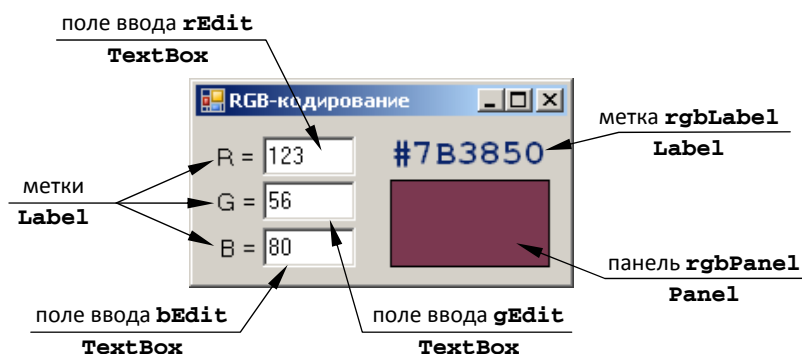 поле ввода rEdit
TextBox
RGB-кодирование
R = 123
G = 56
B = 80
#7B3850
метка rgbLabel
Label
метки
Label
панель rgbPanel
Panel
поле ввода bEdit
TextBox
поле ввода gEdit
TextBox